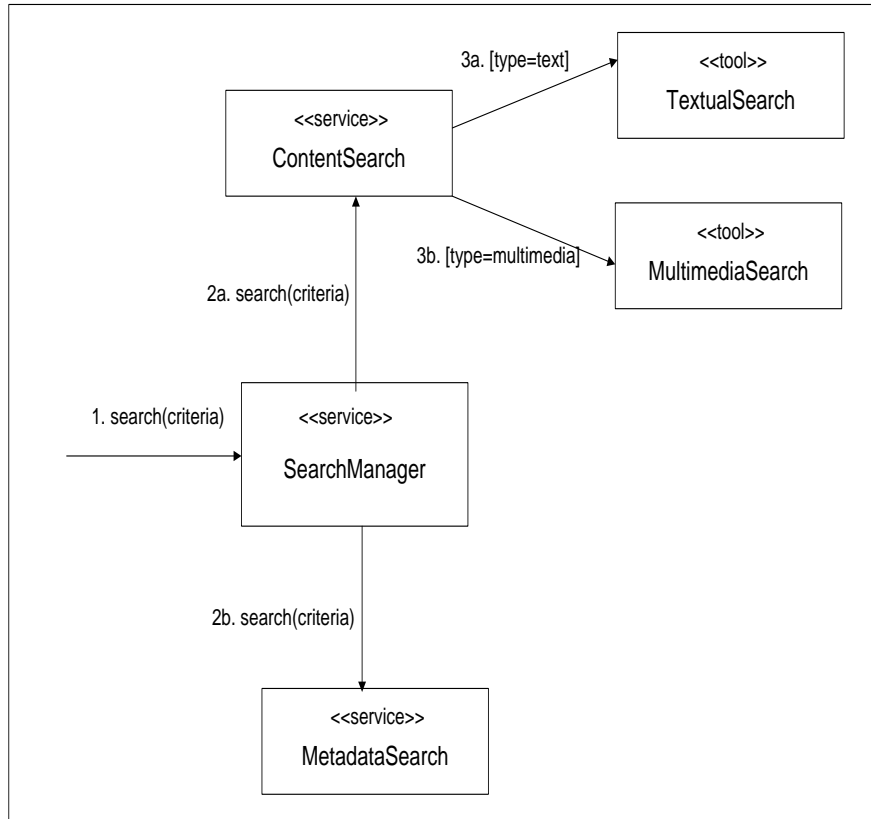 3a. [type=text]
<<tool>>
TextualSearch
<<service>>
ContentSearch
<<tool>>
MultimediaSearch
3b. [type=multimedia]
2a. search(criteria)
1. search(criteria)
<<service>>
SearchManager
2b. search(criteria)
<<service>>
MetadataSearch